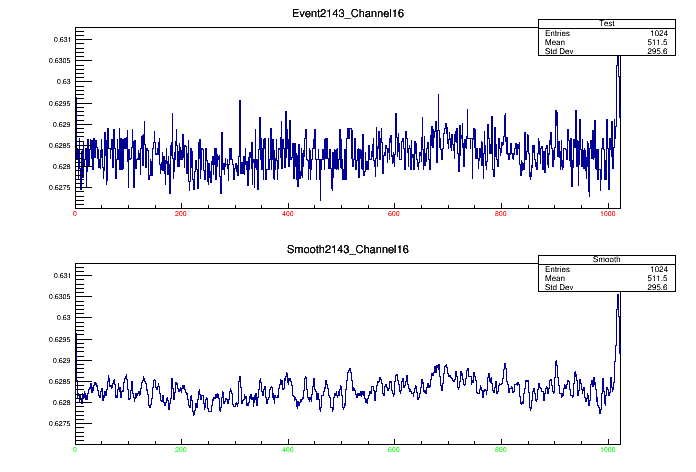 Event2143_Channel16
Test
Entries 1024
Mean 511.5
Std Dev 295.6
0.631
0.6305
0.63
0.6295
0.629
0.6285
0.628
0.6275
0 200 400 600 800 1000
Smooth2143_Channel16
Smooth
Entries 1024
Mean 511.5
Std Dev 295.6
0.631
0.6305
0.63
0.6295
0.629
0.6285
0.628
0.6275
0 200 400 600 800 1000